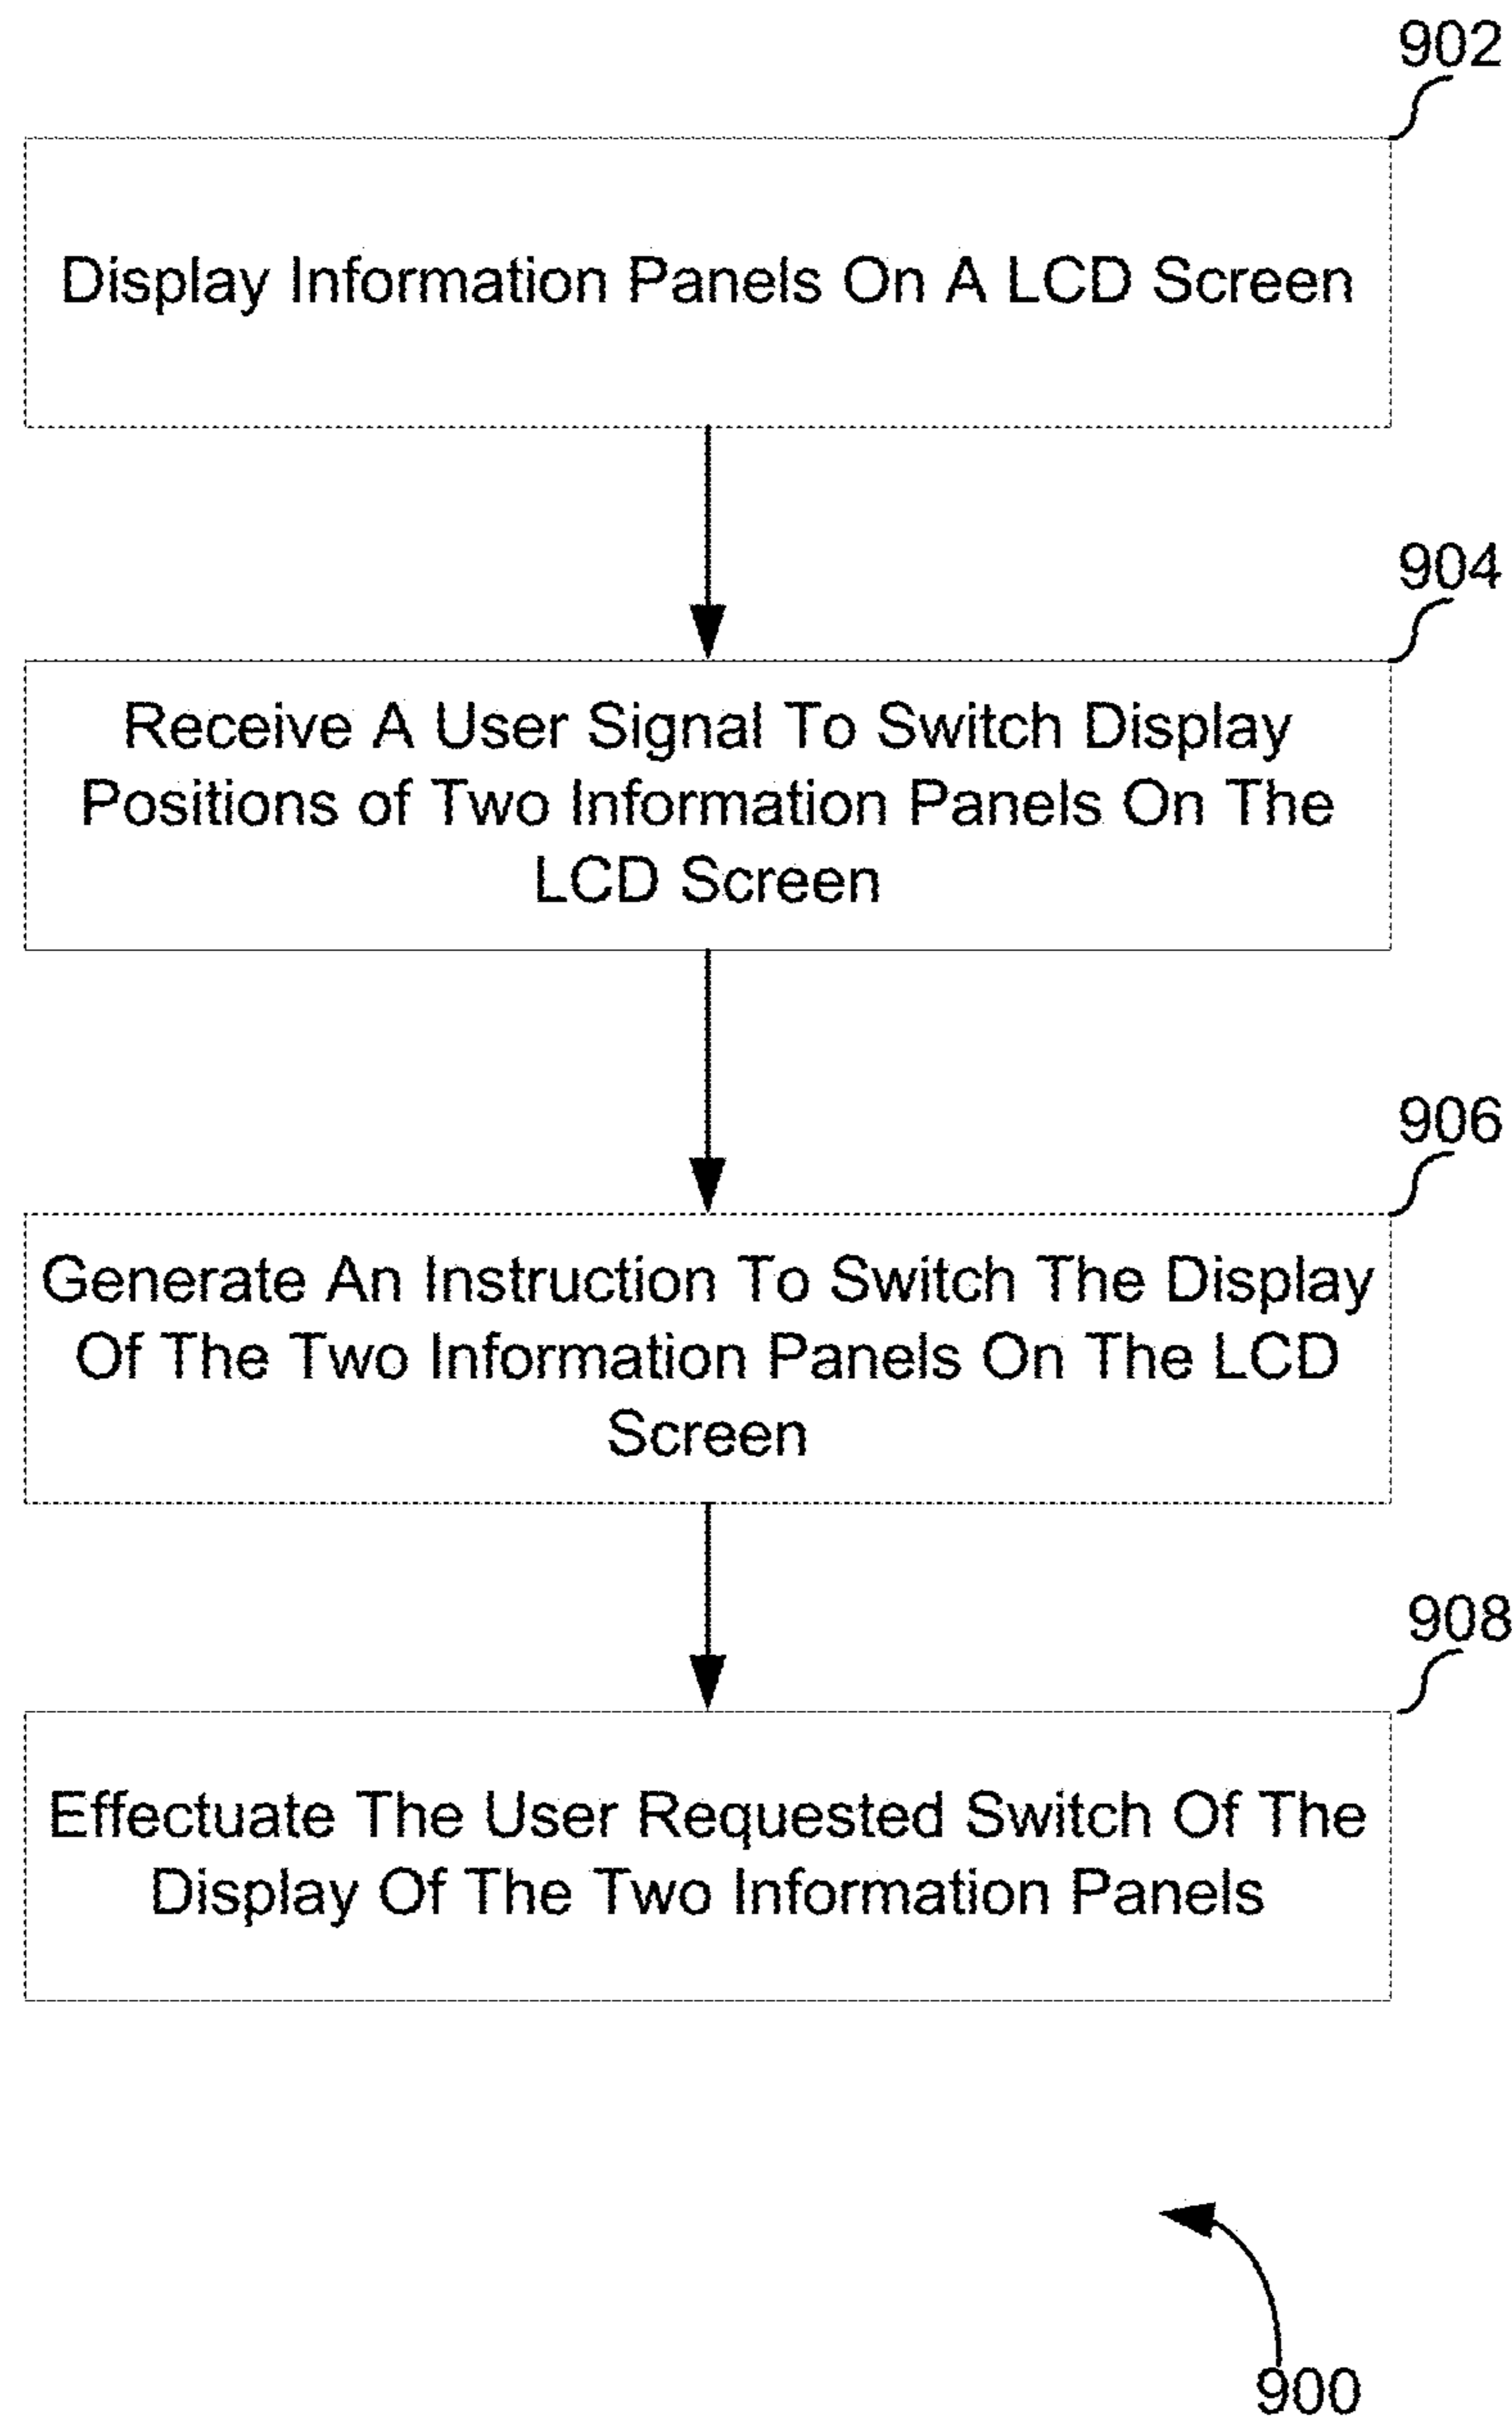 902
Display Information Panels On A LCD Screen
904
Receive A User Signal To Switch Display
Positions of Two Information Panels On The
LCD Screen
906
Generate An Instruction To Switch The Display
Of The Two Information Panels On The LCD
Screen
908
Effectuate The User Requested Switch Of The
Display Of The Two Information Panels
900